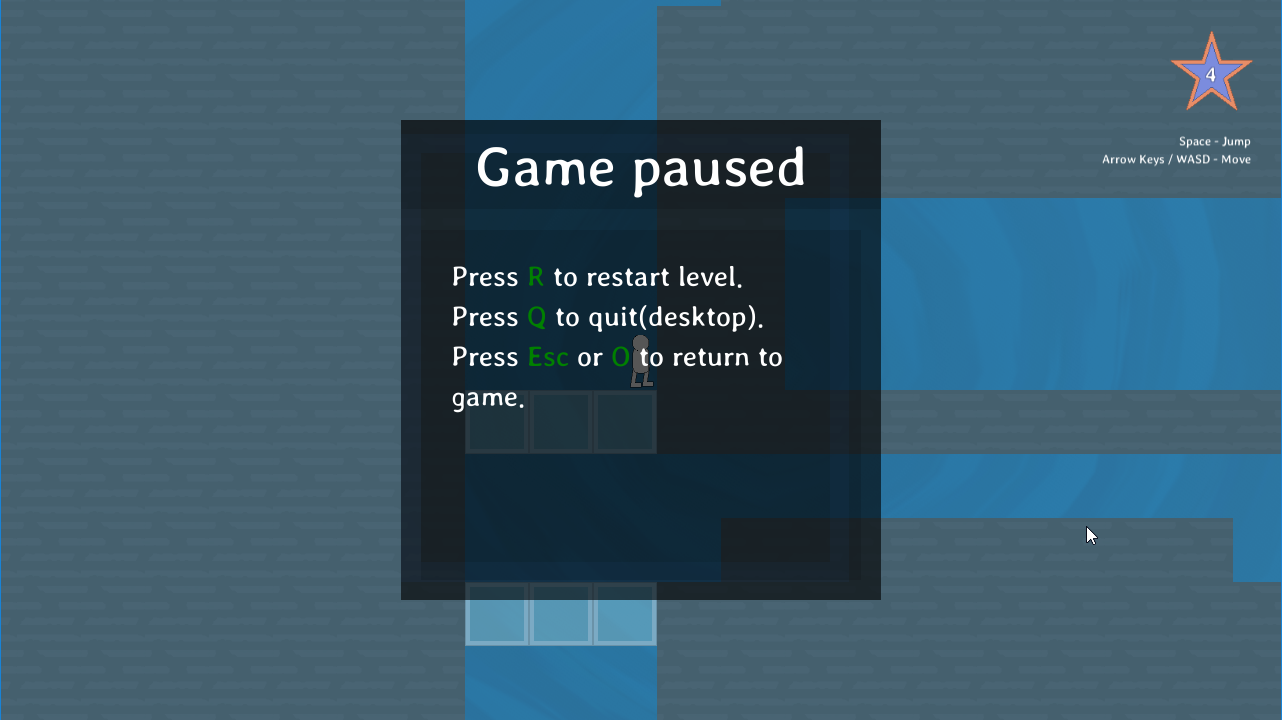 4
Space - Jump
Arrow Keys / WASD - Move
Game paused
Press R to restart level.
Press Q to quit(desktop).
Press Esc or O to return to
game.